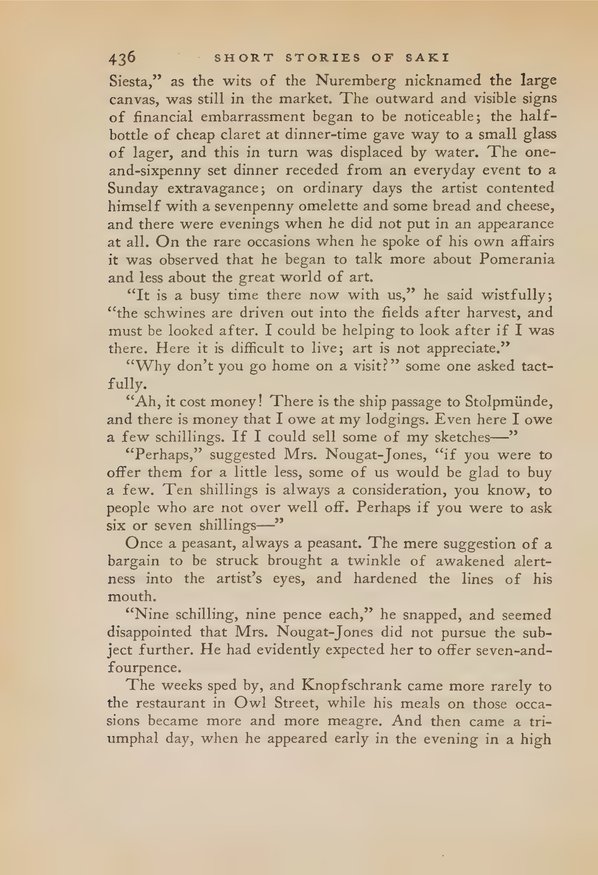 436 SHORT STORIES OF SAKI
Siesta,” as the wits of the Nuremberg nicknamed the large
canvas, was still in the market. The outward and visible signs
of financial embarrassment began to be noticeable; the half-
bottle of cheap claret at dinner-time gave way to a small glass
of lager, and this in turn was displaced by water. The one-
and-sixpenny set dinner receded from an everyday event to a
Sunday extravagance; on ordinary days the artist contented
himself with a sevenpenny omelette and some bread and cheese,
and there were evenings when he did not put in an appearance
at all. On the rare occasions when he spoke of his own affairs
it was observed that he began to talk more about Pomerania
and less about the great world of art.
“It is a busy time there now with us,” he said wistfully;
“the schwines are driven out into the fields after harvest, and
must be looked after. I could be helping to look after if I was
there. Here it is difficult to live; art is not appreciate.”
“Why don’t you go home on a visit?” some one asked tact-
fully.
“Ah, it cost money! There is the ship passage to Stolpmünde,
and there is money that I owe at my lodgings. Even here I owe
a few schillings. If I could sell some of my sketches—”
“Perhaps,” suggested Mrs. Nougat-Jones, “if you were to
offer them for a little less, some of us would be glad to buy
a few. Ten shillings is always a consideration, you know, to
people who are not over well off. Perhaps if you were to ask
six or seven shillings—”
Once a peasant, always a peasant. The mere suggestion of a
bargain to be struck brought a twinkle of awakened alert-
ness into the artist’s eyes, and hardened the lines of his
mouth.
“Nine schilling, nine pence each,” he snapped, and seemed
disappointed that Mrs. Nougat-Jones did not pursue the sub-
ject further. He had evidently expected her to offer seven-and-
fourpence.
The weeks sped by, and Knopfschrank came more rarely to
the restaurant in Owl Street, while his meals on those occa-
sions became more and more meagre. And then came a tri-
umphal day, when he appeared early in the evening in a high